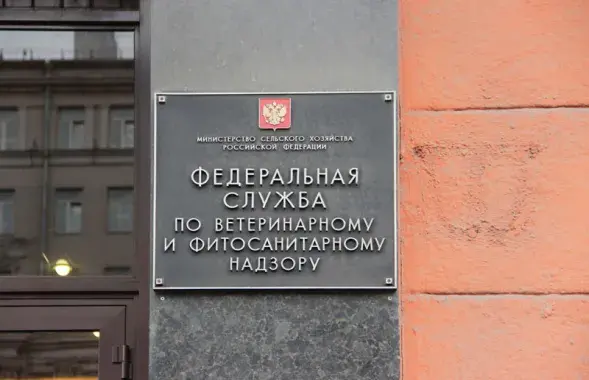 МИНИСТЕРСТВО СЕЛЬСКОГО ХОЗЯЙСТВА
РОССИЙСКОЙ ФЕДЕРАЦИИ
ФЕДЕРАЛЬНАЯ
СЛУЖБА
ПО ВЕТЕРИНАРНОМУ
И ФИТОСАНИТАРНОМУ
НАДЗОРУ